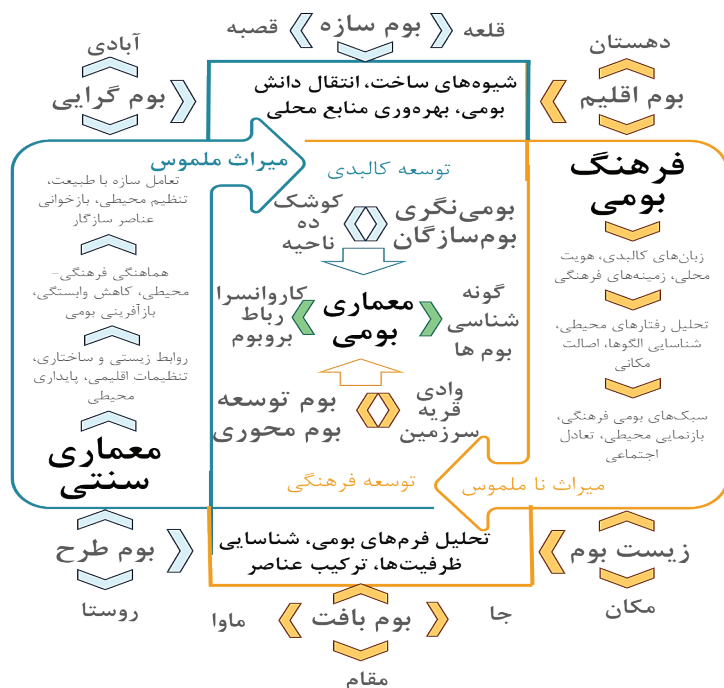 قلعه
بوم سازه
قصبه
دهستان
بوم اقلیم
آبادی
بوم گرایی
شیوه‌های ساخت، انتقال دانش
بومی، بهره‌وری منابع محلی
میراث ملموس
توسعه کالبدی
فرهنگ
بومی
زبان‌های کالبدی، هویت
محلی، زمینه‌های فرهنگی
تحلیل رفتارهای محیطی،
شناسایی الگوها، اصالت
مکانی
سبک‌های بومی فرهنگی،
بازنمایی محیطی، تعادل
اجتماعی
بومی‌نگری
بوم‌سازگان
کوشک
ده
ناحیه
گونه
شناسی
بوم ها
معماری
بومی
کاروانسرا
رباط
بروبوم
وادی
قریه
سرزمین
بوم توسعه
بوم محوری
تعامل سازه با طبیعت،
تنظیم محیطی، بازخوانی
عناصر سازگار
هماهنگی فرهنگی-
محیطی، کاهش وابستگی،
بازآفرینی بومی
روابط زیستی و ساختاری،
تنظیمات اقلیمی، پایداری
محیطی
معماری
سنتی
میراث نا ملموس
توسعه فرهنگی
تحلیل فرم‌های بومی، شناسایی
ظرفیت‌ها، ترکیب عناصر
زیست بوم
مکان
بوم طرح
روستا
جا
بوم بافت
ماوا
مقام